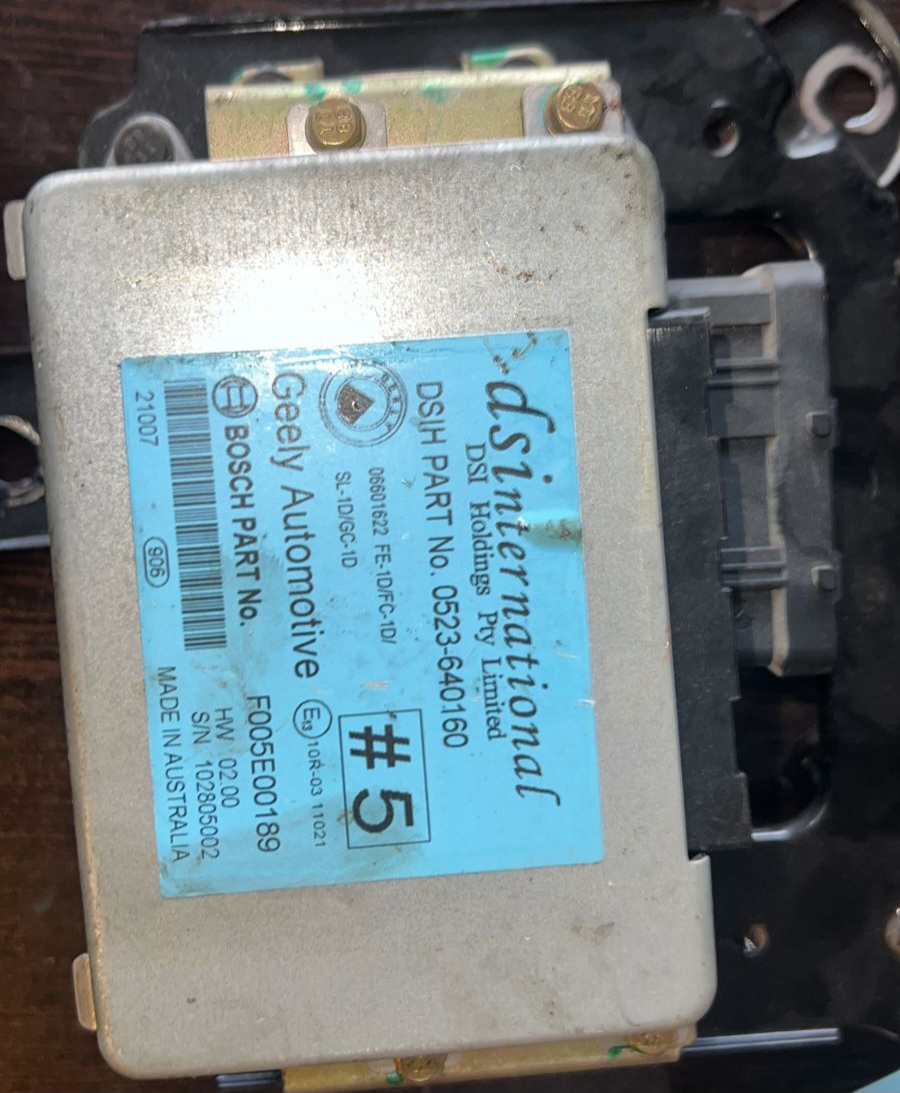 dsinternational
DSI Holdings Pty Limited
DSIH PART No. 0523-640160
06601622 FE-1D/FC-1D/
SL-1D/GC-1D
#5
Geely Automotive
E13 10R-03 11021
BOSCH PART No. F005E00189
HW 02.00
S/N 102805002
21007 906 MADE IN AUSTRALIA